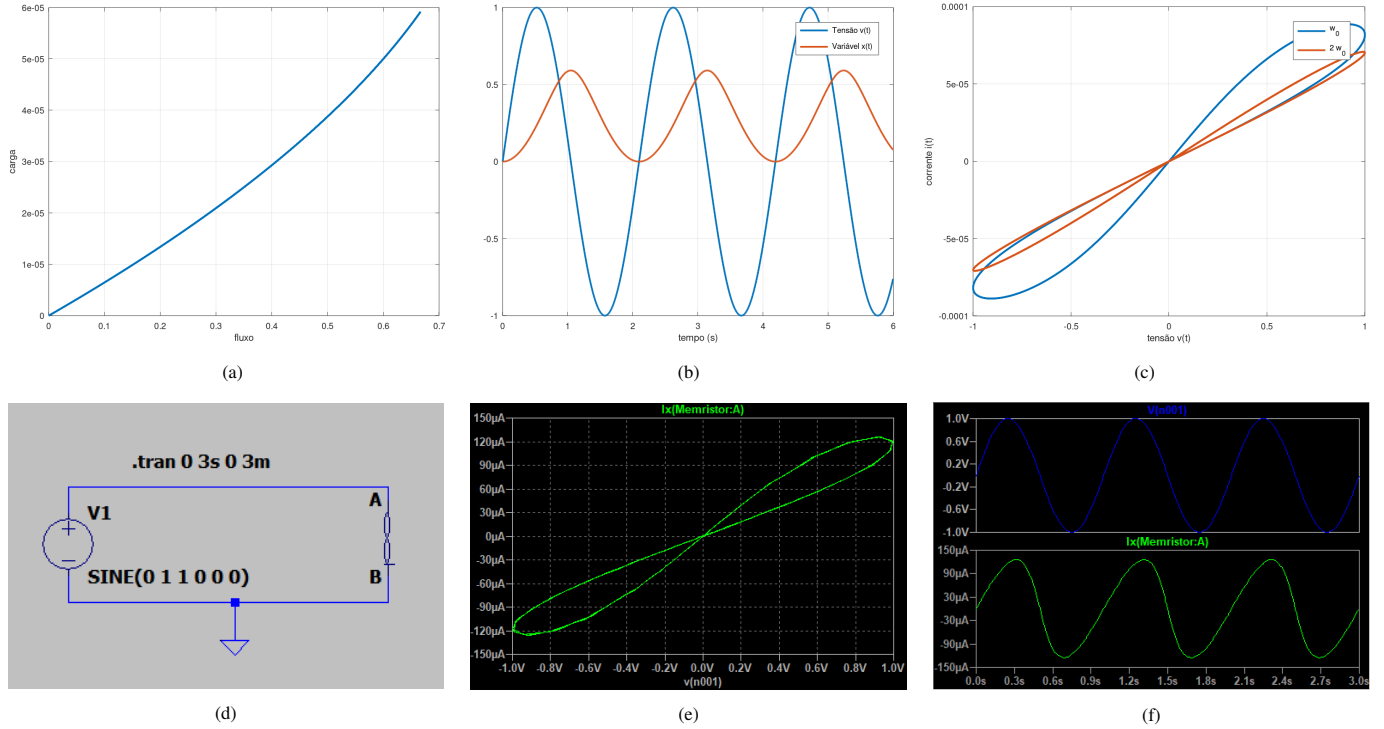 carga
6e-05
5e-05
4e-05
3e-05
2e-05
1e-05
0
0 0.1 0.2 0.3 0.4 0.5 0.6 0.7
fluxo
(a)
Tensão v(t)
Variável x(t)
1
0.5
0
-0.5
-1
0 1 2 3 4 5 6
tempo (s)
(b)
corrente i(t)
w0
2 w0
0.0001
5e-05
0
-5e-05
-0.0001
-1 -0.5 0 0.5 1
tensão v(t)
(c)
.tran 0 3s 0 3m
V1
A
B
SINE(0 1 1 0 0 0)
(d)
Ix(Memristor:A)
150µA
120µA
90µA
60µA
30µA
0µA
-30µA
-60µA
-90µA
-120µA
-150µA
-1.0V -0.8V -0.6V -0.4V -0.2V 0.0V 0.2V 0.4V 0.6V 0.8V 1.0V
v(n001)
(e)
V(n001)
1.0V
0.6V
0.2V
-0.2V
-0.6V
-1.0V
Ix(Memristor:A)
150µA
90µA
30µA
-30µA
-90µA
-150µA
0.0s 0.3s 0.6s 0.9s 1.2s 1.5s 1.8s 2.1s 2.4s 2.7s 3.0s
(f)